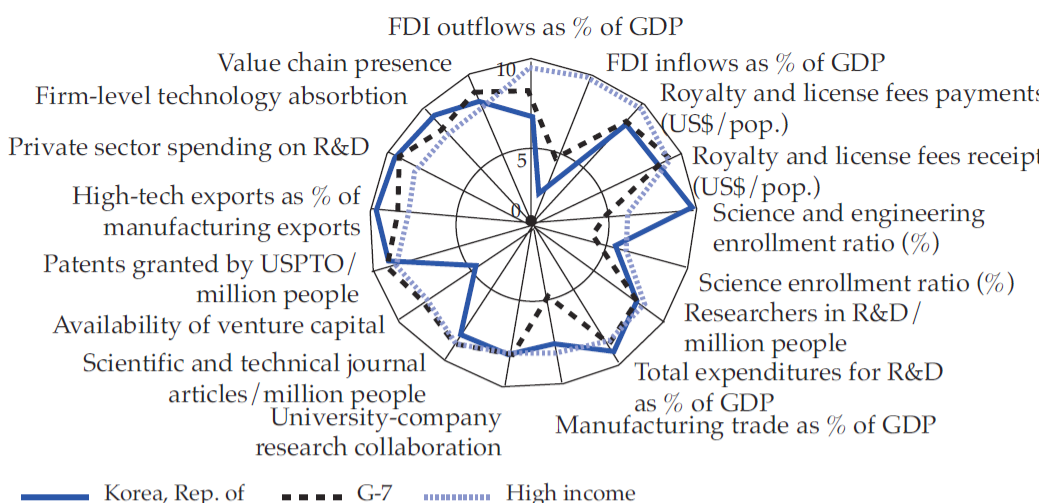 FDI outflows as % of GDP
Value chain presence
10
FDI inflows as % of GDP
Firm-level technology absorbtion
Royalty and license fees payments
(US$/pop.)
Private sector spending on R&D
5
Royalty and license fees receipt
(US$/pop.)
High-tech exports as % of
manufacturing exports
0
Science and engineering
enrollment ratio (%)
Patents granted by USPTO/
million people
Science enrollment ratio (%)
Availability of venture capital
Researchers in R&D/
million people
Scientific and technical journal
articles/million people
Total expenditures for R&D
as % of GDP
University-company
research collaboration
Manufacturing trade as % of GDP
Korea, Rep. of
G-7
High income